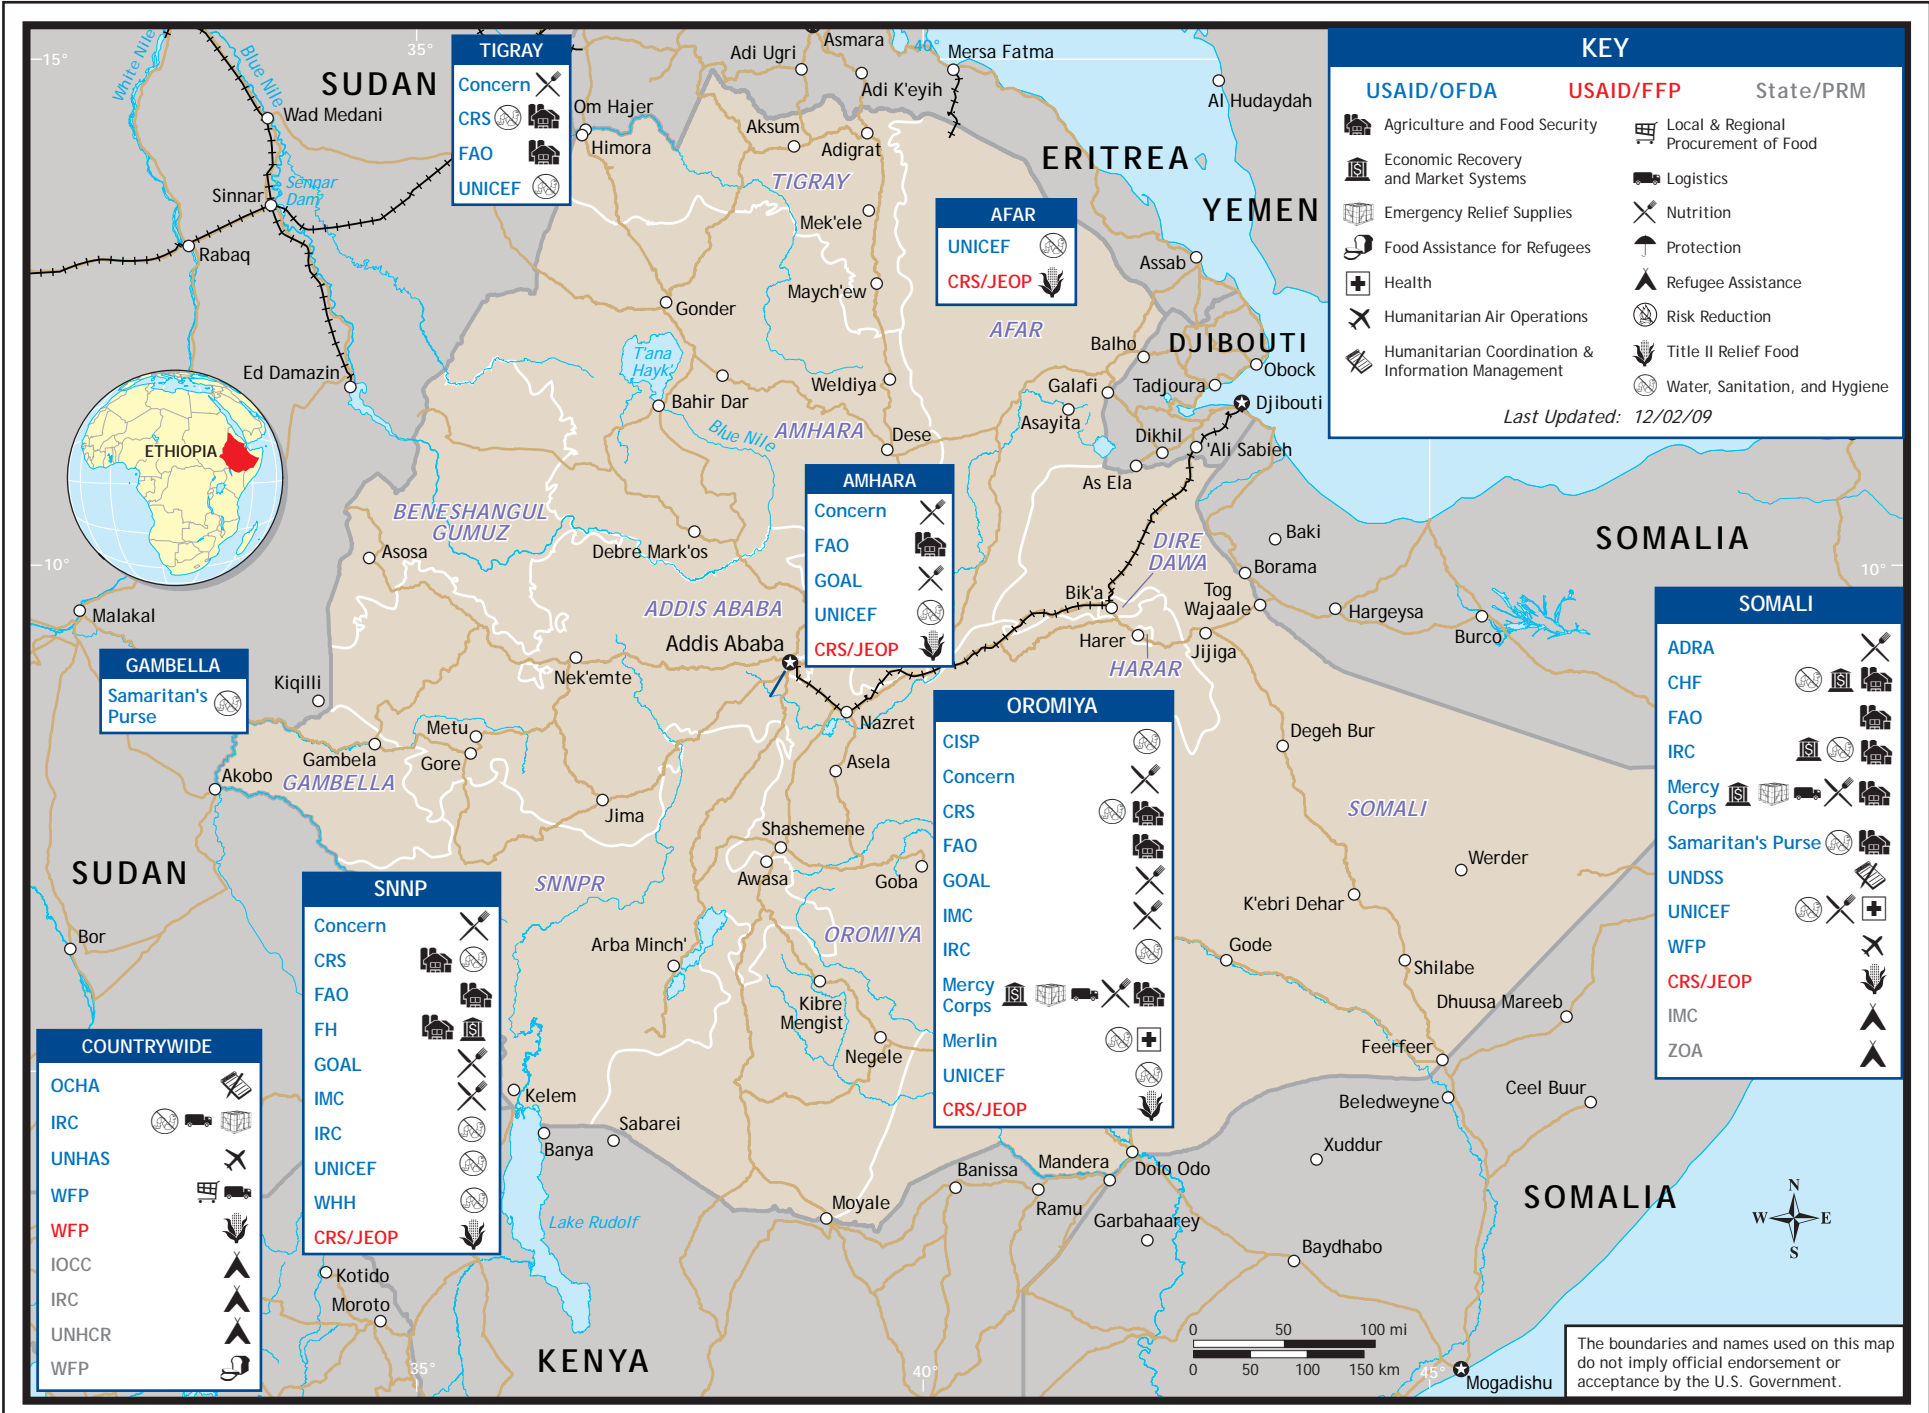 KEY
USAID/OFDA
USAID/FFP
State/PRM
Agriculture and Food Security
Economic Recovery
and Market Systems
Emergency Relief Supplies
Food Assistance for Refugees
Health
Humanitarian Air Operations
Humanitarian Coordination &
Information Management
Local & Regional
Procurement of Food
Logistics
Nutrition
Protection
Refugee Assistance
Risk Reduction
Title II Relief Food
Water, Sanitation, and Hygiene
Last Updated: 12/02/09
TIGRAY
Concern
CRS
FAO
UNICEF
AFAR
UNICEF
CRS/JEOP
AMHARA
Concern
FAO
GOAL
UNICEF
CRS/JEOP
GAMBELLA
Samaritan's
Purse
OROMIYA
CISP
Concern
CRS
FAO
GOAL
IMC
IRC
Mercy
Corps
Merlin
UNICEF
CRS/JEOP
SOMALI
ADRA
CHF
FAO
IRC
Mercy
Corps
Samaritan's Purse
UNDSS
UNICEF
WFP
CRS/JEOP
IMC
ZOA
SNNP
Concern
CRS
FAO
FH
GOAL
IMC
IRC
UNICEF
WHH
CRS/JEOP
COUNTRYWIDE
OCHA
IRC
UNHAS
WFP
WFP
IOCC
IRC
UNHCR
WFP
15°
35°
40°
White Nile
Blue Nile
SUDAN
Wad Medani
Sennar
Dam
Sinnar
Rabaq
Ed Damazin
Om Hajer
Himora
Adi Ugri
Asmara
Adi K'eyih
Mersa Fatma
Al Hudaydah
Aksum
Adigrat
TIGRAY
Mek'ele
Maych'ew
ERITREA
YEMEN
Assab
AFAR
Gonder
T'ana
Hayk'
Bahir Dar
Blue Nile
Weldiya
AMHARA
Dese
Balho
DJIBOUTI
Obock
Galafi
Tadjoura
Djibouti
Asayita
Dikhil
'Ali Sabieh
As Ela
ETHIOPIA
BENESHANGUL
GUMUZ
Asosa
Debre Mark'os
10°
10°
Malakal
DIRE
DAWA
Baki
Borama
SOMALIA
Bik'a
Tog
Wajaale
Hargeysa
Burco
Harer
Jijiga
HARAR
ADDIS ABABA
Addis Ababa
Nek'emte
Kiqilli
Nazret
Metu
Gore
Gambela
GAMBELLA
Akobo
Asela
Degeh Bur
Jima
SOMALI
Shashemene
Awasa
Goba
Werder
SUDAN
SNNPR
K'ebri Dehar
Arba Minch'
OROMIYA
Gode
Bor
Shilabe
Kibre
Mengist
Dhuusa Mareeb
Negele
Feerfeer
Kelem
Ceel Buur
Beledweyne
Banya
Sabarei
Xuddur
Banissa
Mandera
Dolo Odo
Moyale
Ramu
SOMALIA
Lake Rudolf
Garbahaarey
Baydhabo
Kotido
Moroto
KENYA
35°
40°
45°
Mogadishu
N
W
E
S
0
50
100 mi
0
50
100
150 km
The boundaries and names used on this map
do not imply official endorsement or
acceptance by the U.S. Government.